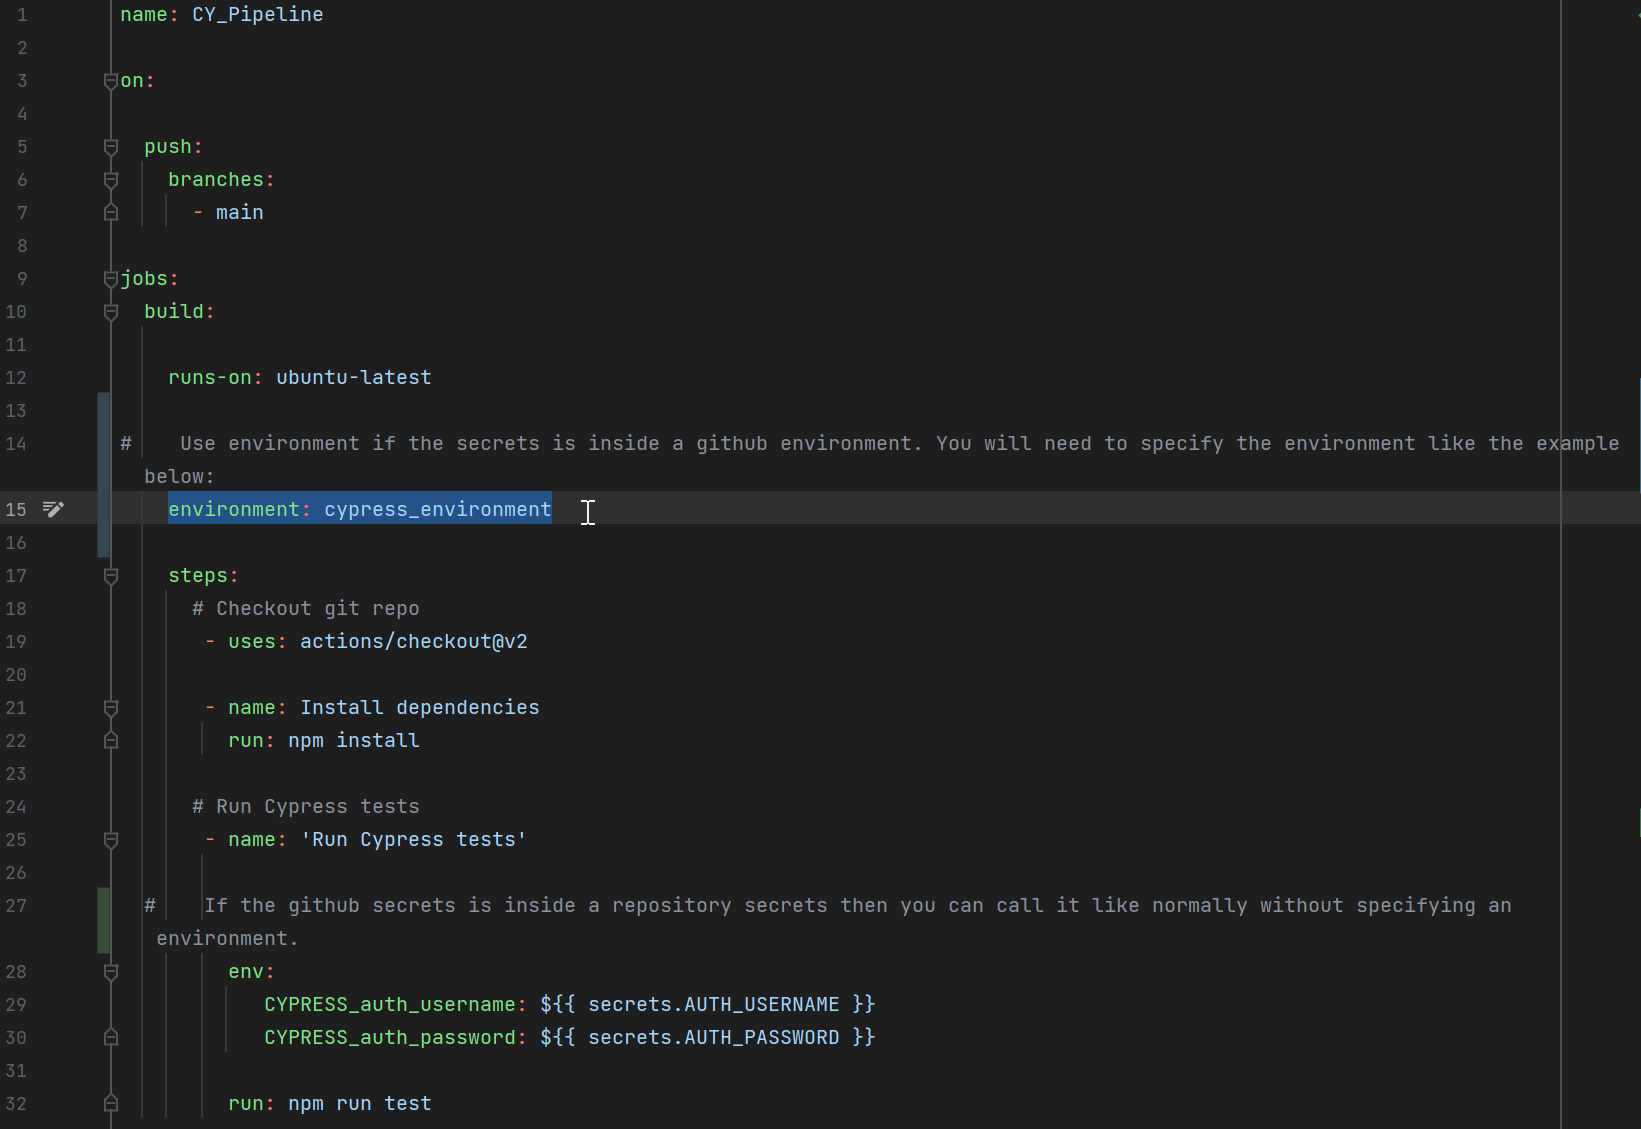 1 name: CY_Pipeline
2
3 on:
4
5   push:
6     branches:
7       - main
8
9 jobs:
10   build:
11
12     runs-on: ubuntu-latest
13
14 #    Use environment if the secrets is inside a github environment. You will need to specify the environment like the example
below:
15     environment: cypress_environment
16
17     steps:
18       # Checkout git repo
19        - uses: actions/checkout@v2
20
21        - name: Install dependencies
22          run: npm install
23
24       # Run Cypress tests
25        - name: 'Run Cypress tests'
26
27   #    If the github secrets is inside a repository secrets then you can call it like normally without specifying an
environment.
28          env:
29             CYPRESS_auth_username: ${{ secrets.AUTH_USERNAME }}
30             CYPRESS_auth_password: ${{ secrets.AUTH_PASSWORD }}
31
32          run: npm run test